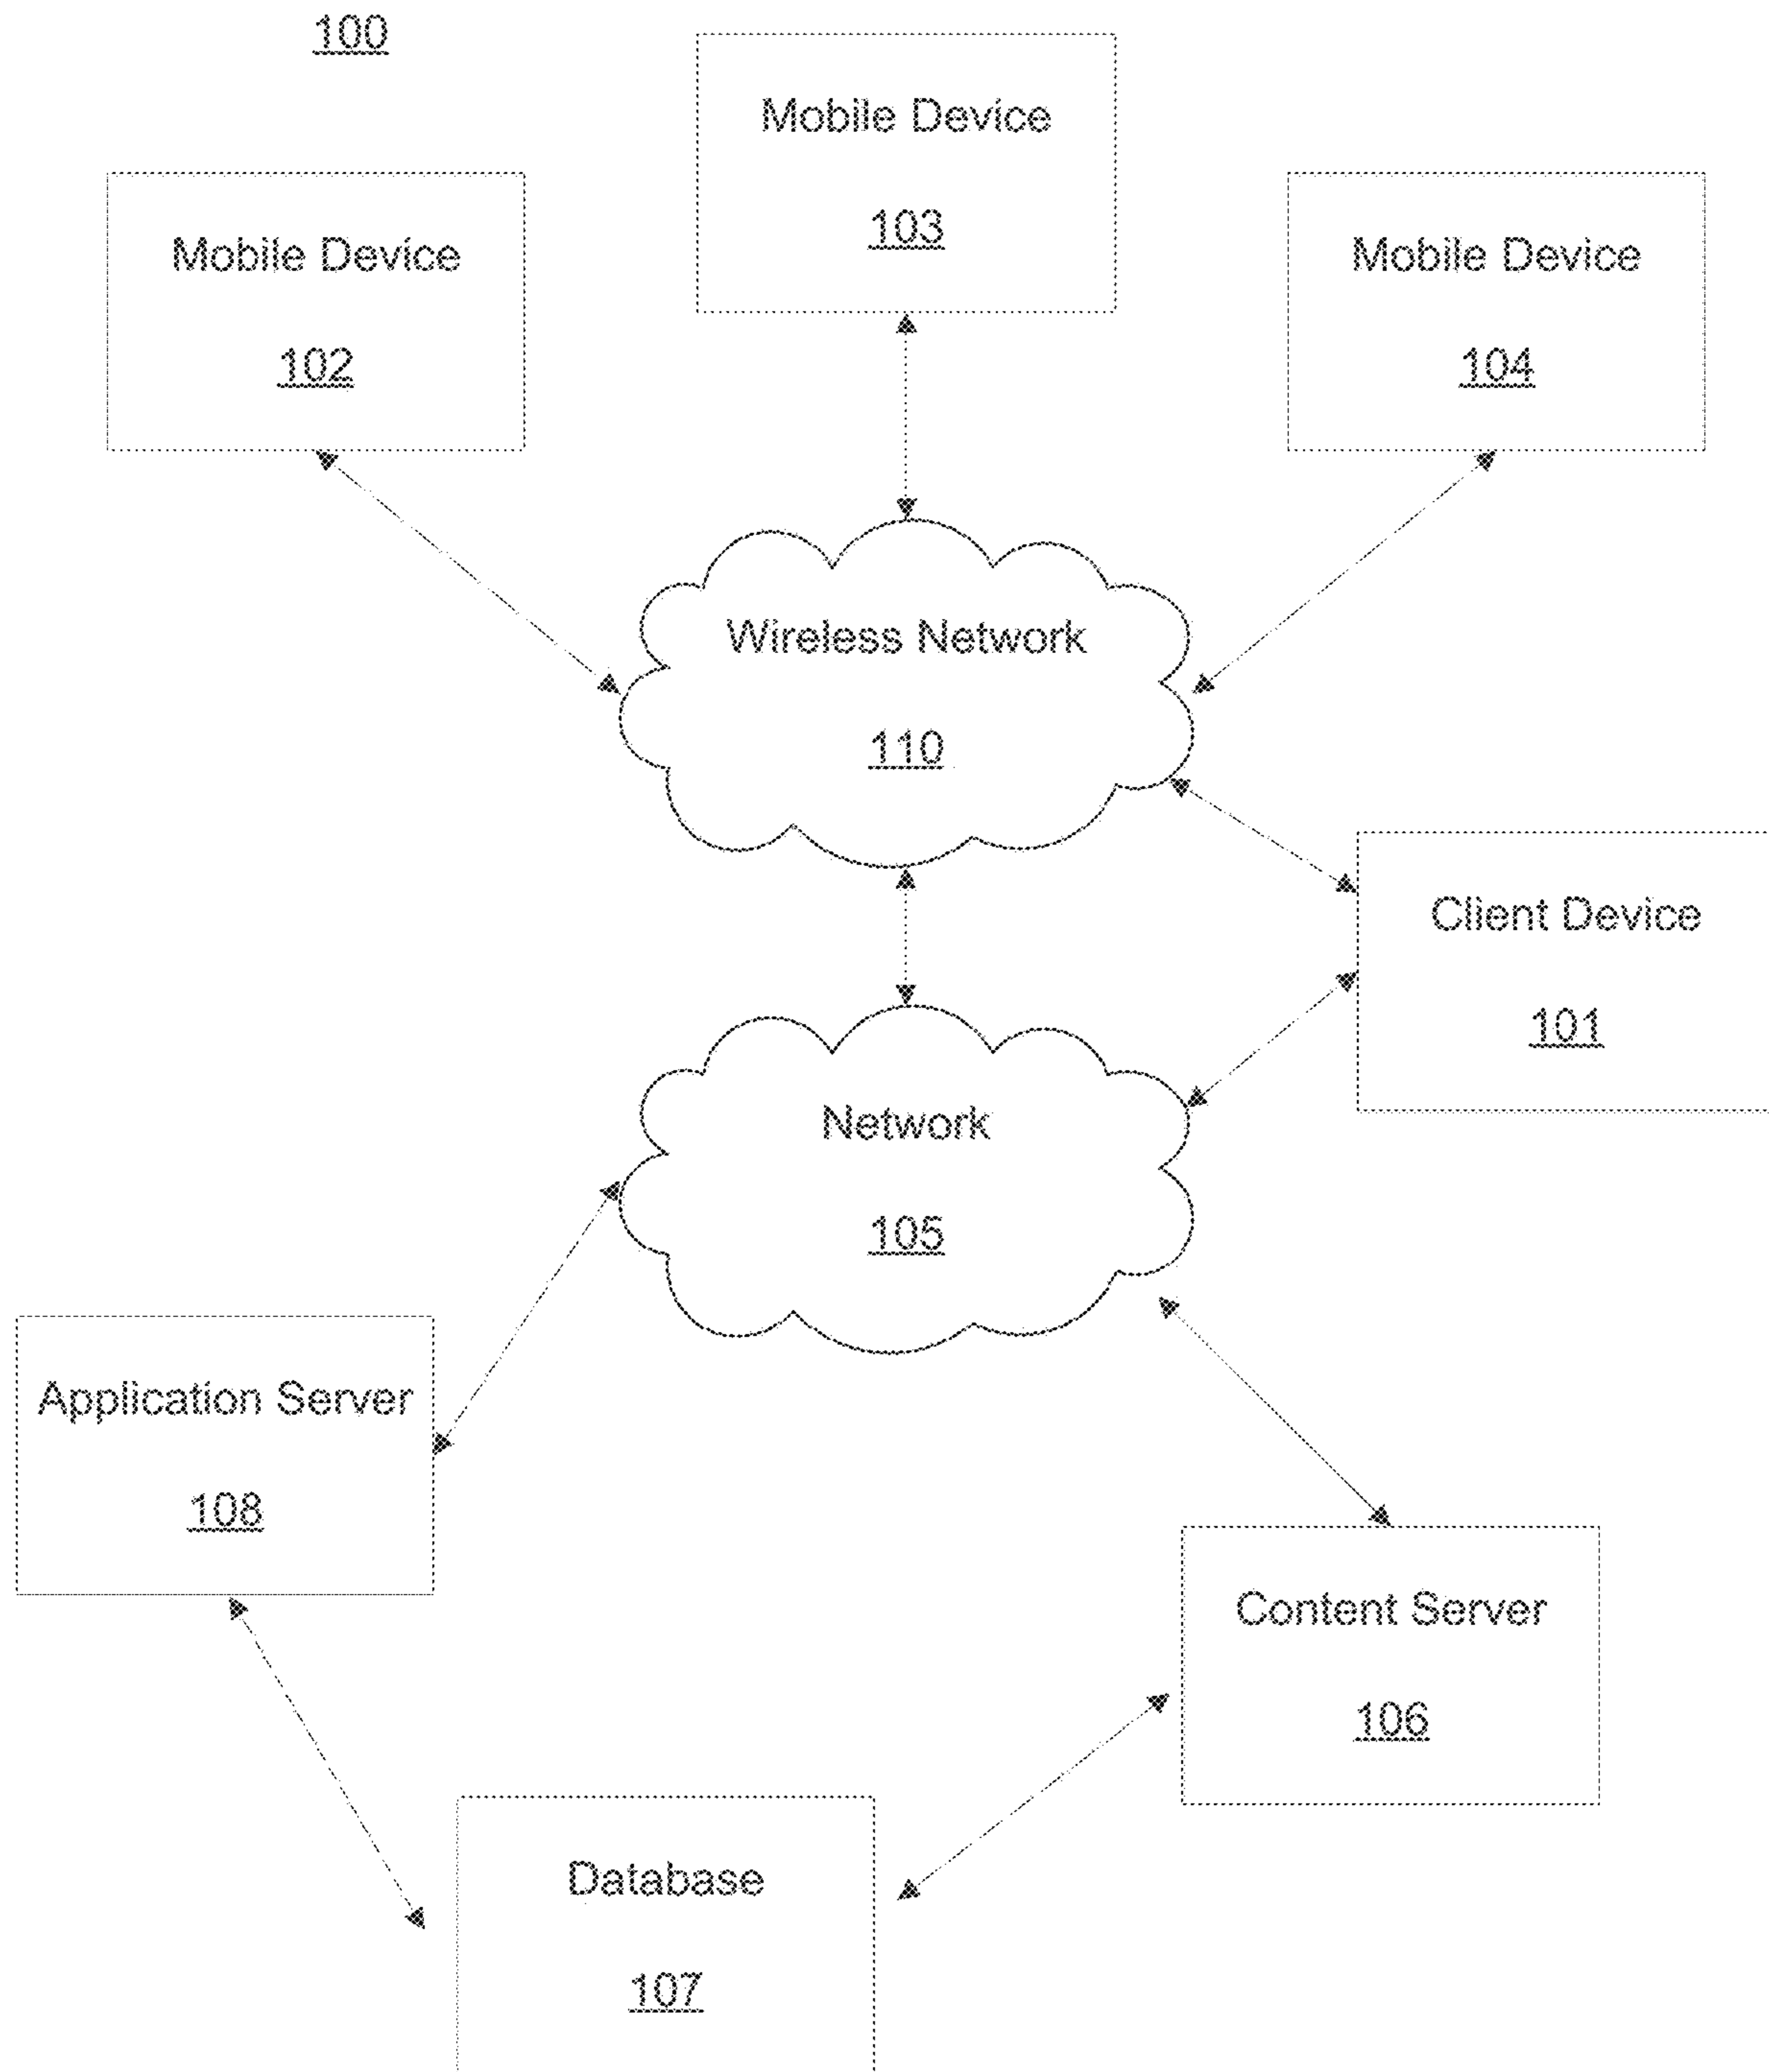 100
Mobile Device
103
Mobile Device
102
Mobile Device
104
Wireless Network
110
Client Device
101
Network
105
Application Server
108
Content Server
106
Database
107